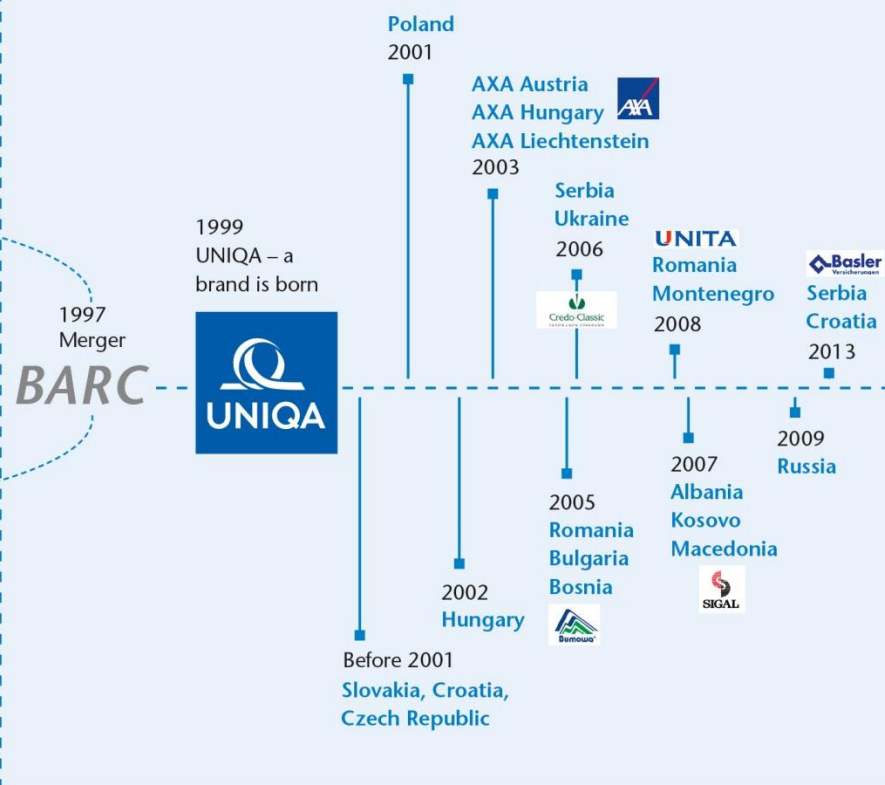 1997
Merger
BARC
1999
UNIQA – a
brand is born
UNIQA
Before 2001
Slovakia, Croatia,
Czech Republic
Poland
2001
2002
Hungary
AXA Austria
AXA Hungary
AXA Liechtenstein
AXA
2003
2005
Romania
Bulgaria
Bosnia
Bumowa
Serbia
Ukraine
2006
Credo-Classic
UNITA
Romania
Montenegro
2008
2007
Albania
Kosovo
Macedonia
SIGAL
2009
Russia
Basler
Versicherungen
Serbia
Croatia
2013